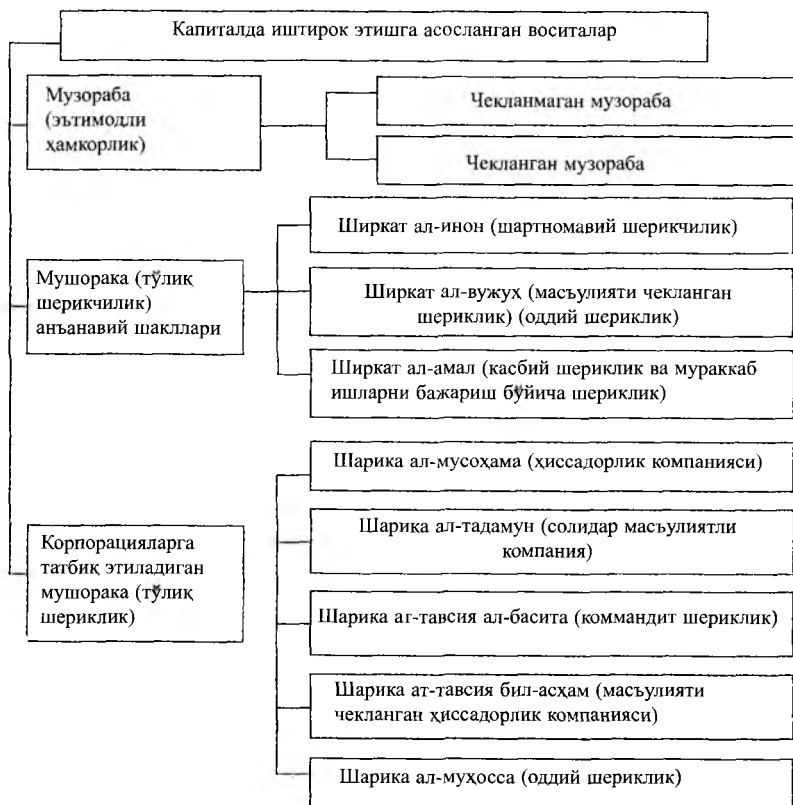 Капиталда иштирок этишга асосланган воситалар
Музораба
(эътимодли
ҳамкорлик)
Чекланмаган музораба
Чекланган музораба
Мушорака (тўлиқ
шерикчилик)
анъанавий шакллари
Ширкат ал-инон (шартномавий шерикчилик)
Ширкат ал-вужуҳ (масъулияти чекланган
шериклик) (оддий шериклик)
Ширкат ал-амал (касбий шериклик ва мураккаб
ишларни бажариш бўйича шериклик)
Корпорацияларга
татбиқ этиладиган
мушорака (тўлиқ
шериклик)
Шарика ал-мусоҳама (ҳиссадорлик компанияси)
Шарика ал-тадамун (солидар масъулиятли
компания)
Шарика аг-тавсия ал-басита (коммандит шериклик)
Шарика ат-тавсия бил-асҳам (масъулияти
чекланган ҳиссадорлик компанияси)
Шарика ал-муҳосса (оддий шериклик)